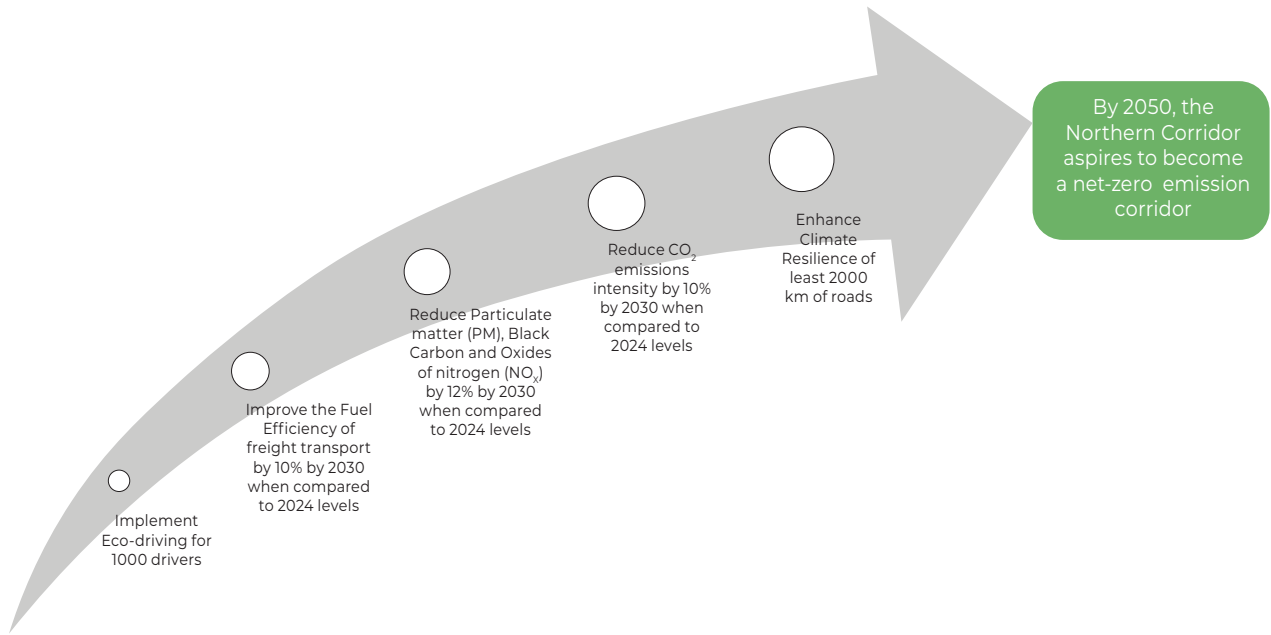 Implement
Eco-driving for
1000 drivers
Improve the Fuel
Efficiency of
freight transport
by 10% by 2030
when compared
to 2024 levels
Reduce Particulate
matter (PM), Black
Carbon and Oxides
of nitrogen (NOx)
by 12% by 2030
when compared
to 2024 levels
Reduce CO2
emissions
intensity by 10%
by 2030 when
compared to
2024 levels
Enhance
Climate
Resilience of
least 2000
km of roads
By 2050, the
Northern Corridor
aspires to become
a net-zero emission
corridor